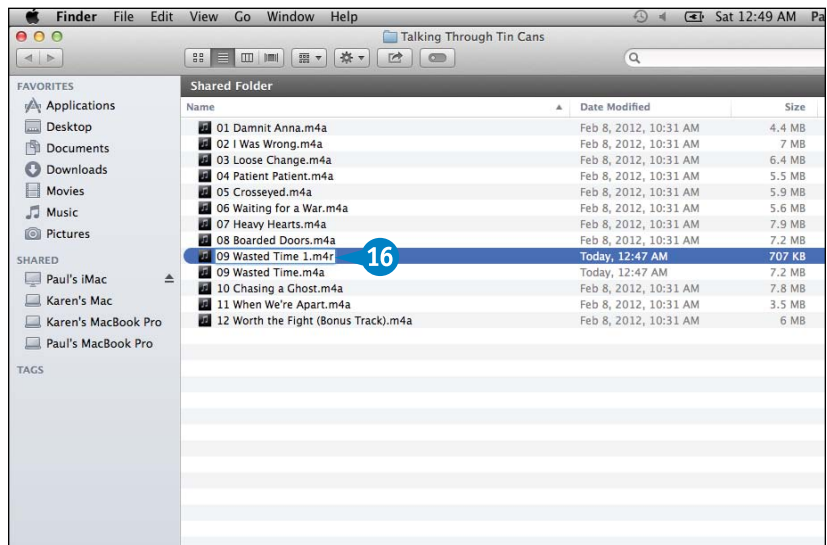 Finder File Edit View Go Window Help Sat 12:49 AM Pa
Talking Through Tin Cans
FAVORITES
Applications
Desktop
Documents
Downloads
Movies
Music
Pictures
SHARED
Paul's iMac
Karen's Mac
Karen's MacBook Pro
Paul's MacBook Pro
TAGS
Shared Folder
Name Date Modified Size
01 Damnit Anna.m4a Feb 8, 2012, 10:31 AM 4.4 MB
02 I Was Wrong.m4a Feb 8, 2012, 10:31 AM 7 MB
03 Loose Change.m4a Feb 8, 2012, 10:31 AM 6.4 MB
04 Patient Patient.m4a Feb 8, 2012, 10:31 AM 5.5 MB
05 Crosseyed.m4a Feb 8, 2012, 10:31 AM 5.9 MB
06 Waiting for a War.m4a Feb 8, 2012, 10:31 AM 5.6 MB
07 Heavy Hearts.m4a Feb 8, 2012, 10:31 AM 7.9 MB
08 Boarded Doors.m4a Feb 8, 2012, 10:31 AM 7.2 MB
09 Wasted Time 1.m4r 16 Today, 12:47 AM 707 KB
09 Wasted Time.m4a Today, 12:47 AM 7.2 MB
10 Chasing a Ghost.m4a Feb 8, 2012, 10:31 AM 7.8 MB
11 When We're Apart.m4a Feb 8, 2012, 10:31 AM 3.5 MB
12 Worth the Fight (Bonus Track).m4a Feb 8, 2012, 10:31 AM 6 MB